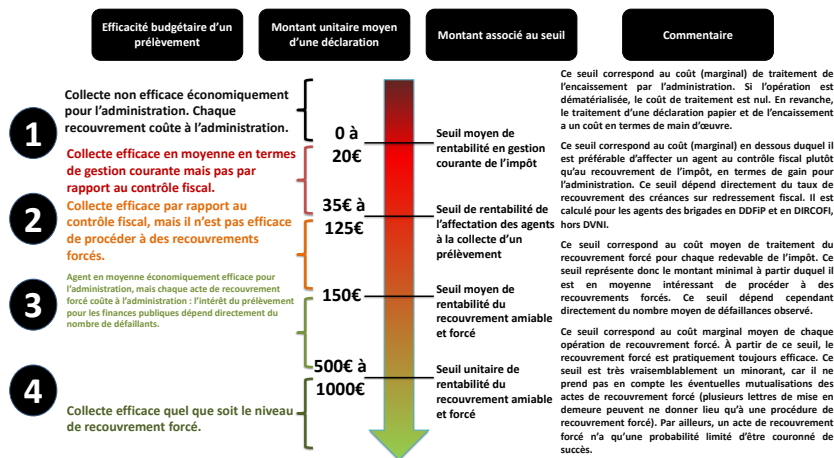 Efficacité budgétaire d'un
prélèvement
Montant unitaire moyen
d'une déclaration
Montant associé au seuil
Commentaire
1
Collecte non efficace économiquement
pour l'administration. Chaque
recouvrement coûte à l'administration.
Collecte efficace en moyenne en termes
de gestion courante mais pas par
rapport au contrôle fiscal.
2
Collecte efficace par rapport au
contrôle fiscal, mais il n'est pas efficace
de procéder à des recouvrements
forcés.
3
Agent en moyenne économiquement efficace pour
l'administration, mais chaque acte de recouvrement
forcé coûte à l'administration : l'intérêt du prélèvement
pour les finances publiques dépend directement du
nombre de défaillants.
4
Collecte efficace quel que soit le niveau
de recouvrement forcé.
0 à
20€
35€ à
125€
150€
500€ à
1000€
Seuil moyen de
rentabilité en gestion
courante de l'impôt
Seuil de rentabilité de
l'affectation des agents
à la collecte d'un
prélèvement
Seuil moyen de
rentabilité du
recouvrement amiable
et forcé
Seuil unitaire de
rentabilité du
recouvrement amiable
et forcé
Ce seuil correspond au coût (marginal) de traitement de
l'encaissement par l'administration. Si l'opération est
dématérialisée, le coût de traitement est nul. En revanche,
le traitement d'une déclaration papier et de l'encaissement
a un coût en termes de main d'œuvre.
Ce seuil correspond au coût (marginal) en dessous duquel il
est préférable d'affecter un agent au contrôle fiscal plutôt
qu'au recouvrement de l'impôt, en termes de gain pour
l'administration. Ce seuil dépend directement du taux de
recouvrement des créances sur redressement fiscal. Il est
calculé pour les agents des brigades en DDFiP et en DIRCOFI,
hors DVNI.
Ce seuil correspond au coût moyen de traitement du
recouvrement forcé pour chaque redevable de l'impôt. Ce
seuil représente donc le montant minimal à partir duquel il
est en moyenne intéressant de procéder à des
recouvrements forcés. Ce seuil dépend cependant
directement du nombre moyen de défaillances observé.
Ce seuil correspond au coût marginal moyen de chaque
opération de recouvrement forcé. À partir de ce seuil, le
recouvrement forcé est pratiquement toujours efficace. Ce
seuil est très vraisemblablement un minorant, car il ne
prend pas en compte les éventuelles mutualisations des
actes de recouvrement forcé (plusieurs lettres de mise en
demeure peuvent ne donner lieu qu'à une procédure de
recouvrement forcé). Par ailleurs, un acte de recouvrement
forcé n'a qu'une probabilité limité d'être couronné de
succès.